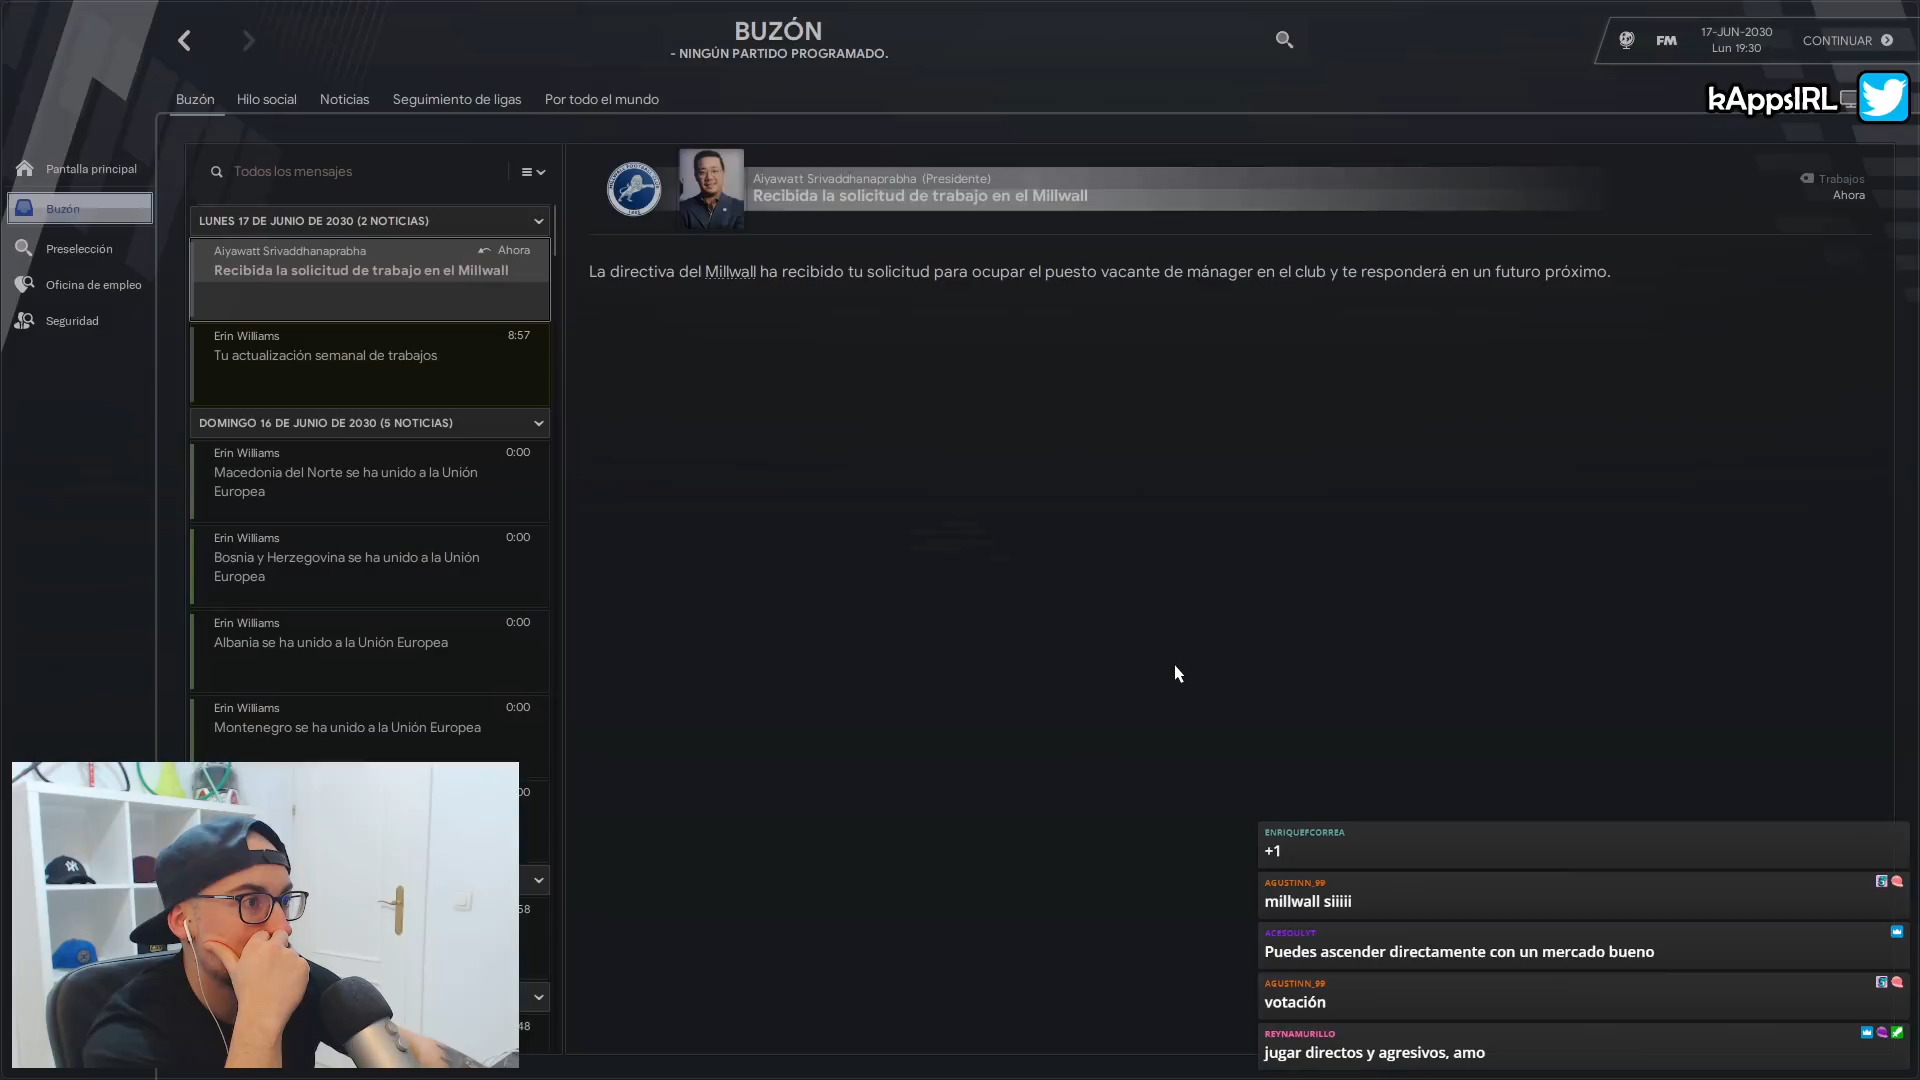 BUZÓN
- NINGÚN PARTIDO PROGRAMADO.
FM
17-JUN-2030
Lun 19:30
CONTINUAR
Buzón
Hilo social
Noticias
Seguimiento de ligas
Por todo el mundo
kAppsIRL
Pantalla principal
Buzón
Preselección
Oficina de empleo
Seguridad
Todos los mensajes
LUNES 17 DE JUNIO DE 2030 (2 NOTICIAS)
Aiyawatt Srivaddhanaprabha
Ahora
Recibida la solicitud de trabajo en el Millwall
Erin Williams
8:57
Tu actualización semanal de trabajos
DOMINGO 16 DE JUNIO DE 2030 (5 NOTICIAS)
Erin Williams
0:00
Macedonia del Norte se ha unido a la Unión
Europea
Erin Williams
0:00
Bosnia y Herzegovina se ha unido a la Unión
Europea
Erin Williams
0:00
Albania se ha unido a la Unión Europea
Erin Williams
0:00
Montenegro se ha unido a la Unión Europea
00
58
48
Aiyawatt Srivaddhanaprabha (Presidente)
Recibida la solicitud de trabajo en el Millwall
Trabajos
Ahora
La directiva del Millwall ha recibido tu solicitud para ocupar el puesto vacante de mánager en el club y te responderá en un futuro próximo.
ENRIQUEFCORREA
+1
AGUSTINN_99
millwall siiiii
ACESOULYT
Puedes ascender directamente con un mercado bueno
AGUSTINN_99
votación
REYNAMURILLO
jugar directos y agresivos, amo